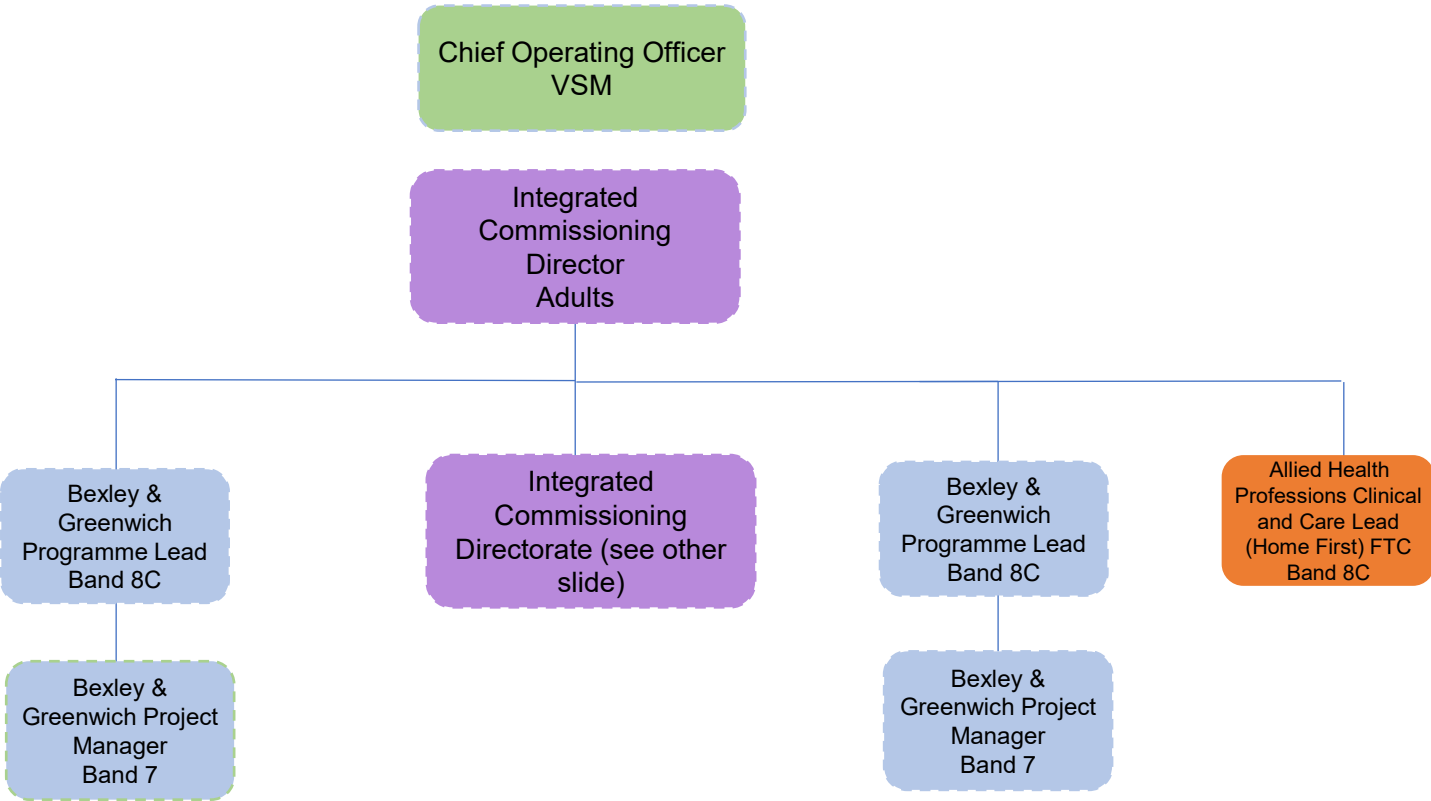 Chief Operating Officer
VSM
Integrated
Commissioning
Director
Adults
Bexley &
Greenwich
Programme Lead
Band 8C
Integrated
Commissioning
Directorate (see other
slide)
Bexley &
Greenwich
Programme Lead
Band 8C
Allied Health
Professions Clinical
and Care Lead
(Home First) FTC
Band 8C
Bexley &
Greenwich Project
Manager
Band 7
Bexley &
Greenwich Project
Manager
Band 7